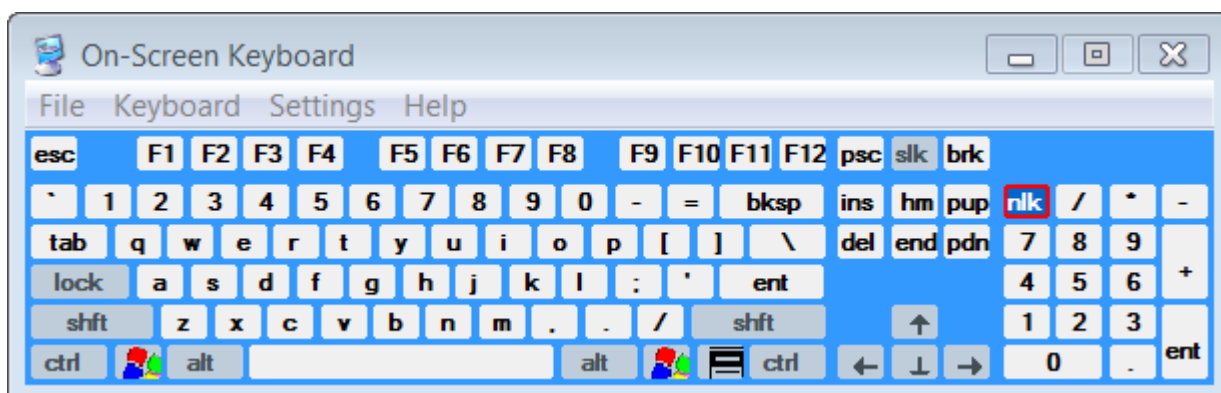 On-Screen Keyboard
File Keyboard Settings Help
esc F1 F2 F3 F4 F5 F6 F7 F8 F9 F10 F11 F12 psc slk brk
` 1 2 3 4 5 6 7 8 9 0 - = bksp ins hm pup nlk / * -
tab q w e r t y u i o p [ ] \ del end pdn 7 8 9 +
lock a s d f g h j k l ; ' ent 4 5 6
shft z x c v b n m , . / shft ↑ 1 2 3 ent
ctrl alt alt ctrl ← ↓ → 0 .